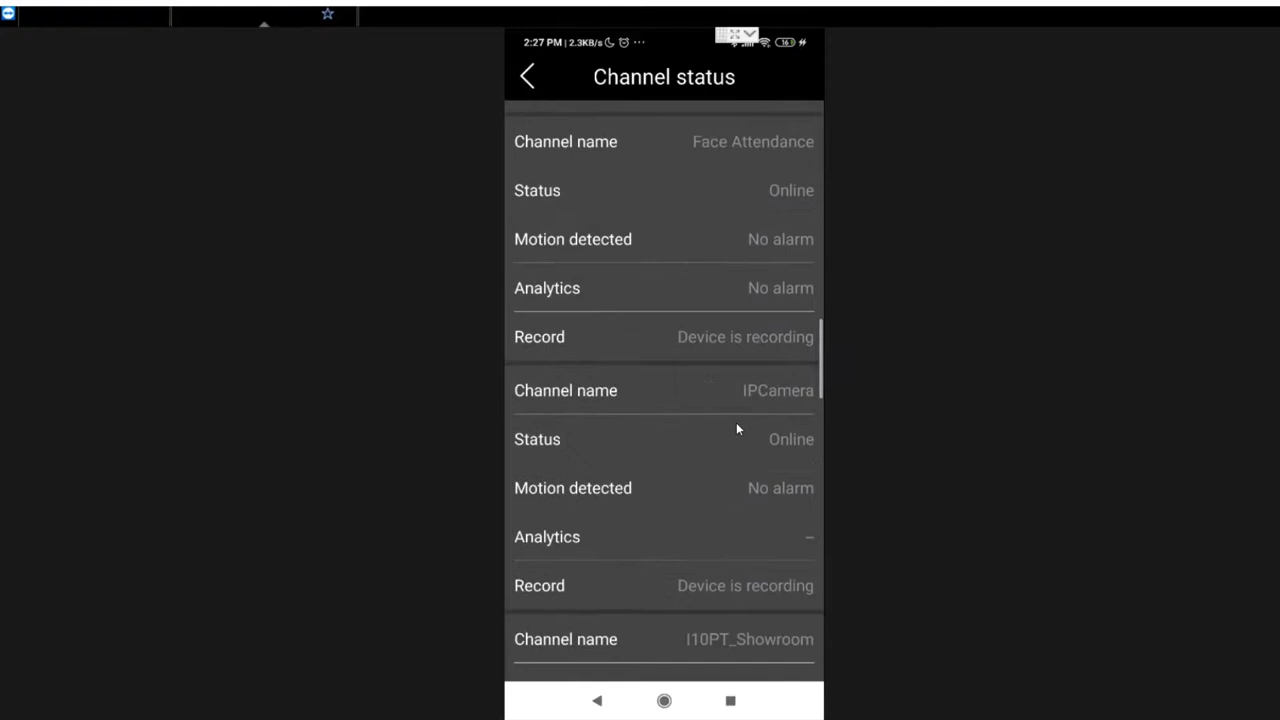 2:27 PM | 2.3KB/s ...
16
Channel status
Channel name Face Attendance
Status Online
Motion detected No alarm
Analytics No alarm
Record Device is recording
Channel name IPCamera
Status Online
Motion detected No alarm
Analytics –
Record Device is recording
Channel name I10PT_Showroom